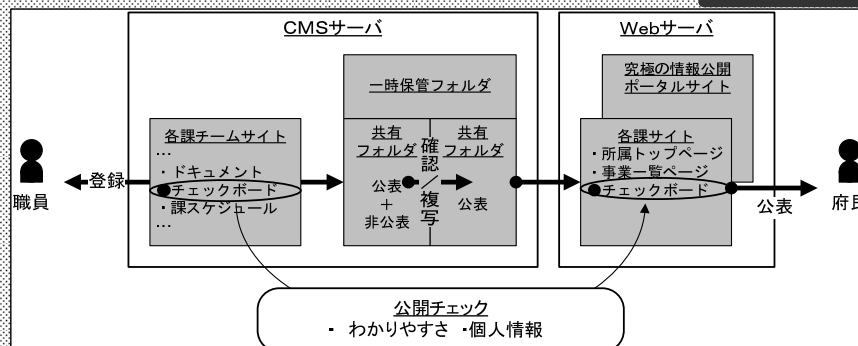 CMSサーバ
Webサーバ
究極の情報公開
ポータルサイト
一時保管フォルダ
各課チームサイト
…
・ドキュメント
チェックボード
・課スケジュール
…
共有
フォルダ
公表
＋
非公表
確認／複写
共有
フォルダ
公表
各課サイト
・所属トップページ
・事業一覧ページ
チェックボード
登録
職員
公表
府民
公開チェック
・ わかりやすさ ・個人情報